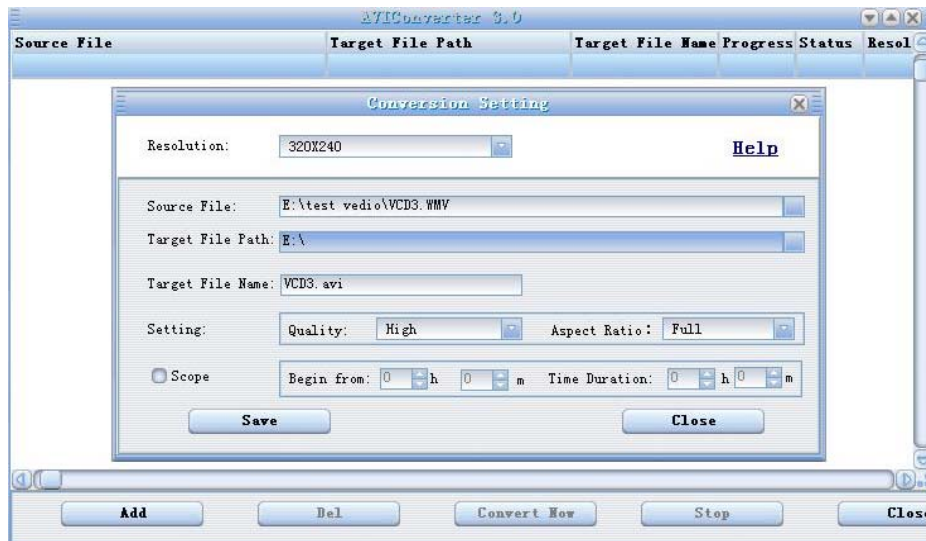 AVIConverter 3.0
Source File Target File Path Target File Name Progress Status Resol
Conversion Setting
Resolution: 320X240 Help
Source File: E:\test vedio\VCD3.WMV
Target File Path: E:\
Target File Name: VCD3.avi
Setting: Quality: High Aspect Ratio: Full
Scope Begin from: 0 h 0 m Time Duration: 0 h 0 m
Save Close
Add Del Convert Now Stop Close